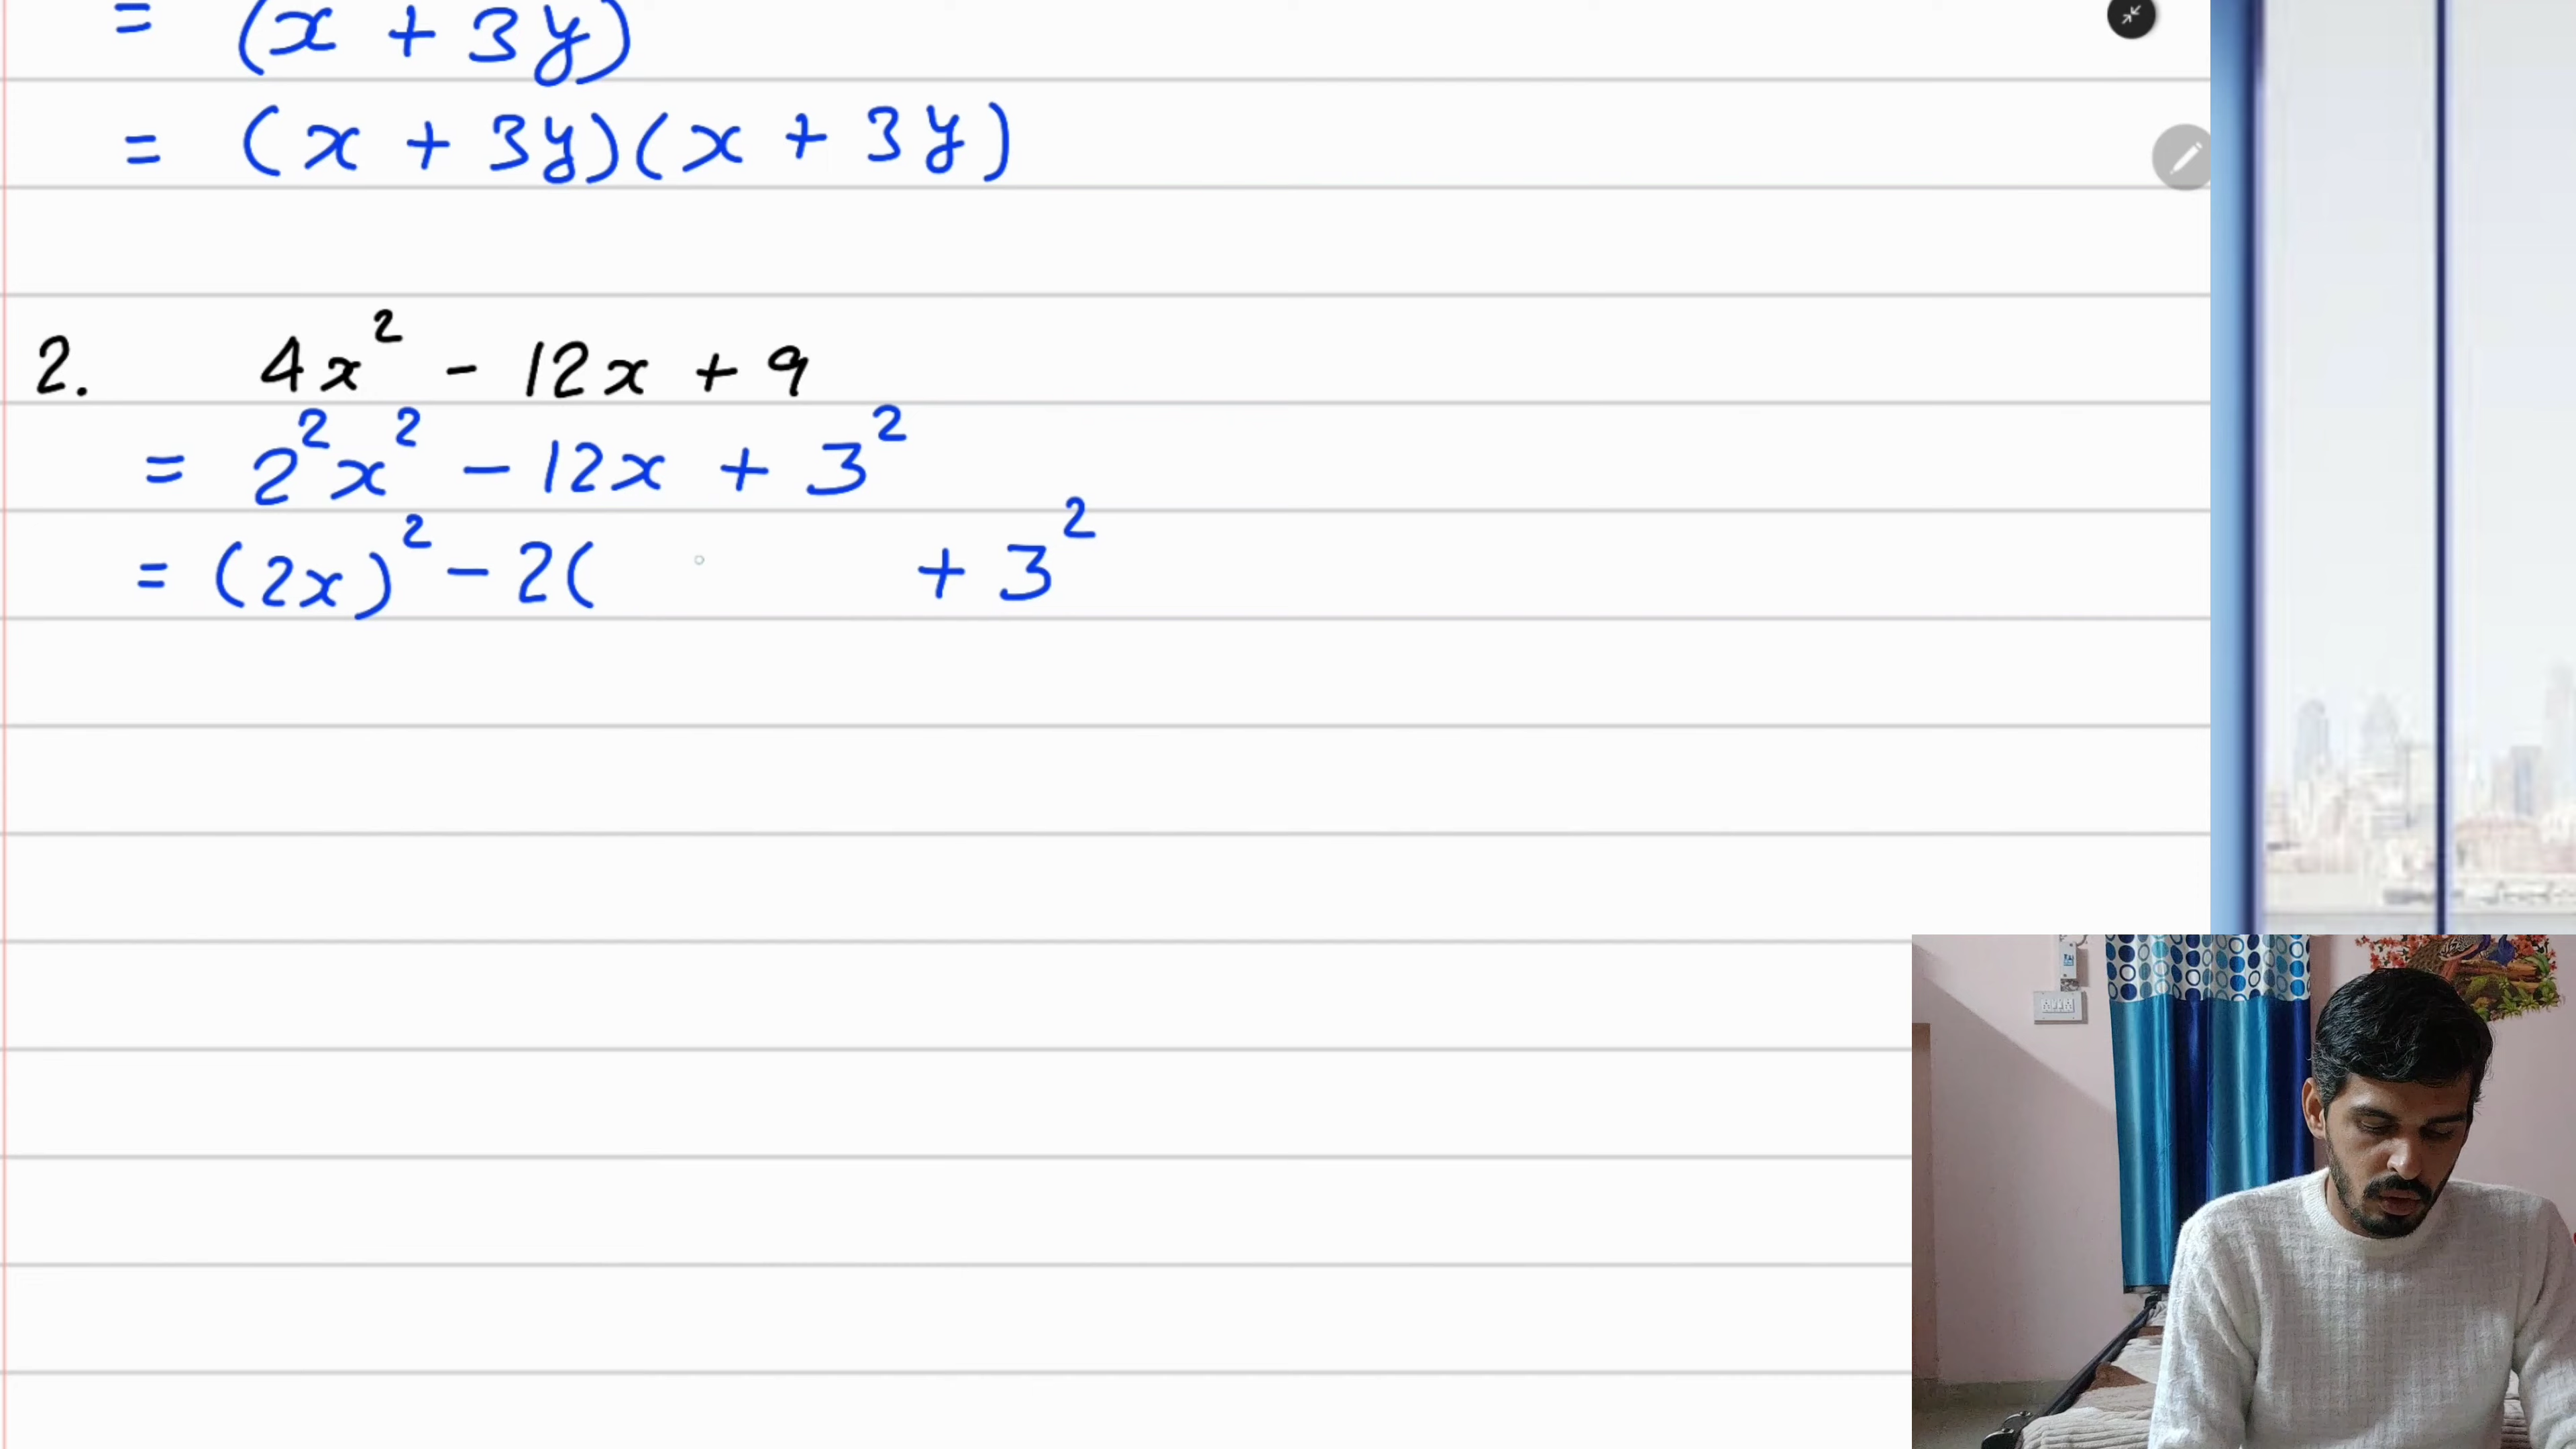 = (x + 3y)
= (x + 3y)(x + 3y)
2. 4x² - 12x + 9
= 2²x² - 12x + 3²
= (2x)² - 2( + 3²